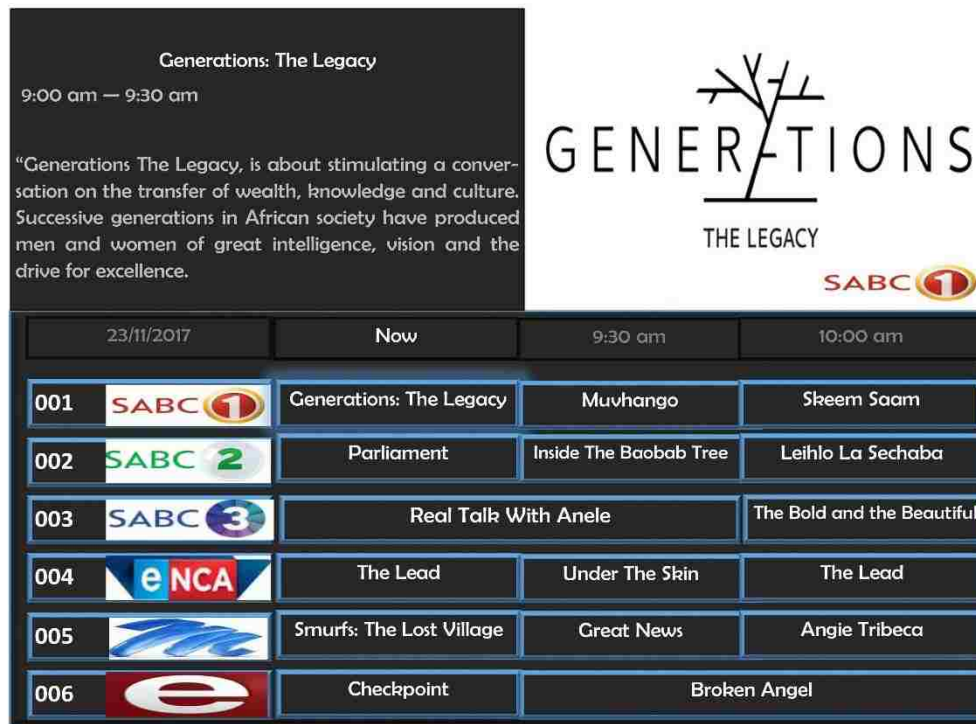 Generations: The Legacy
9:00 am — 9:30 am
“Generations The Legacy, is about stimulating a conver-
sation on the transfer of wealth, knowledge and culture.
Successive generations in African society have produced
men and women of great intelligence, vision and the
drive for excellence.
GENERATIONS
THE LEGACY
SABC 1
23/11/2017 Now 9:30 am 10:00 am
001 SABC 1 Generations: The Legacy Muvhango Skeem Saam
002 SABC 2 Parliament Inside The Baobab Tree Leihlo La Sechaba
003 SABC 3 Real Talk With Anele The Bold and the Beautiful
004 e NCA The Lead Under The Skin The Lead
005 Smurfs: The Lost Village Great News Angie Tribeca
006 e Checkpoint Broken Angel